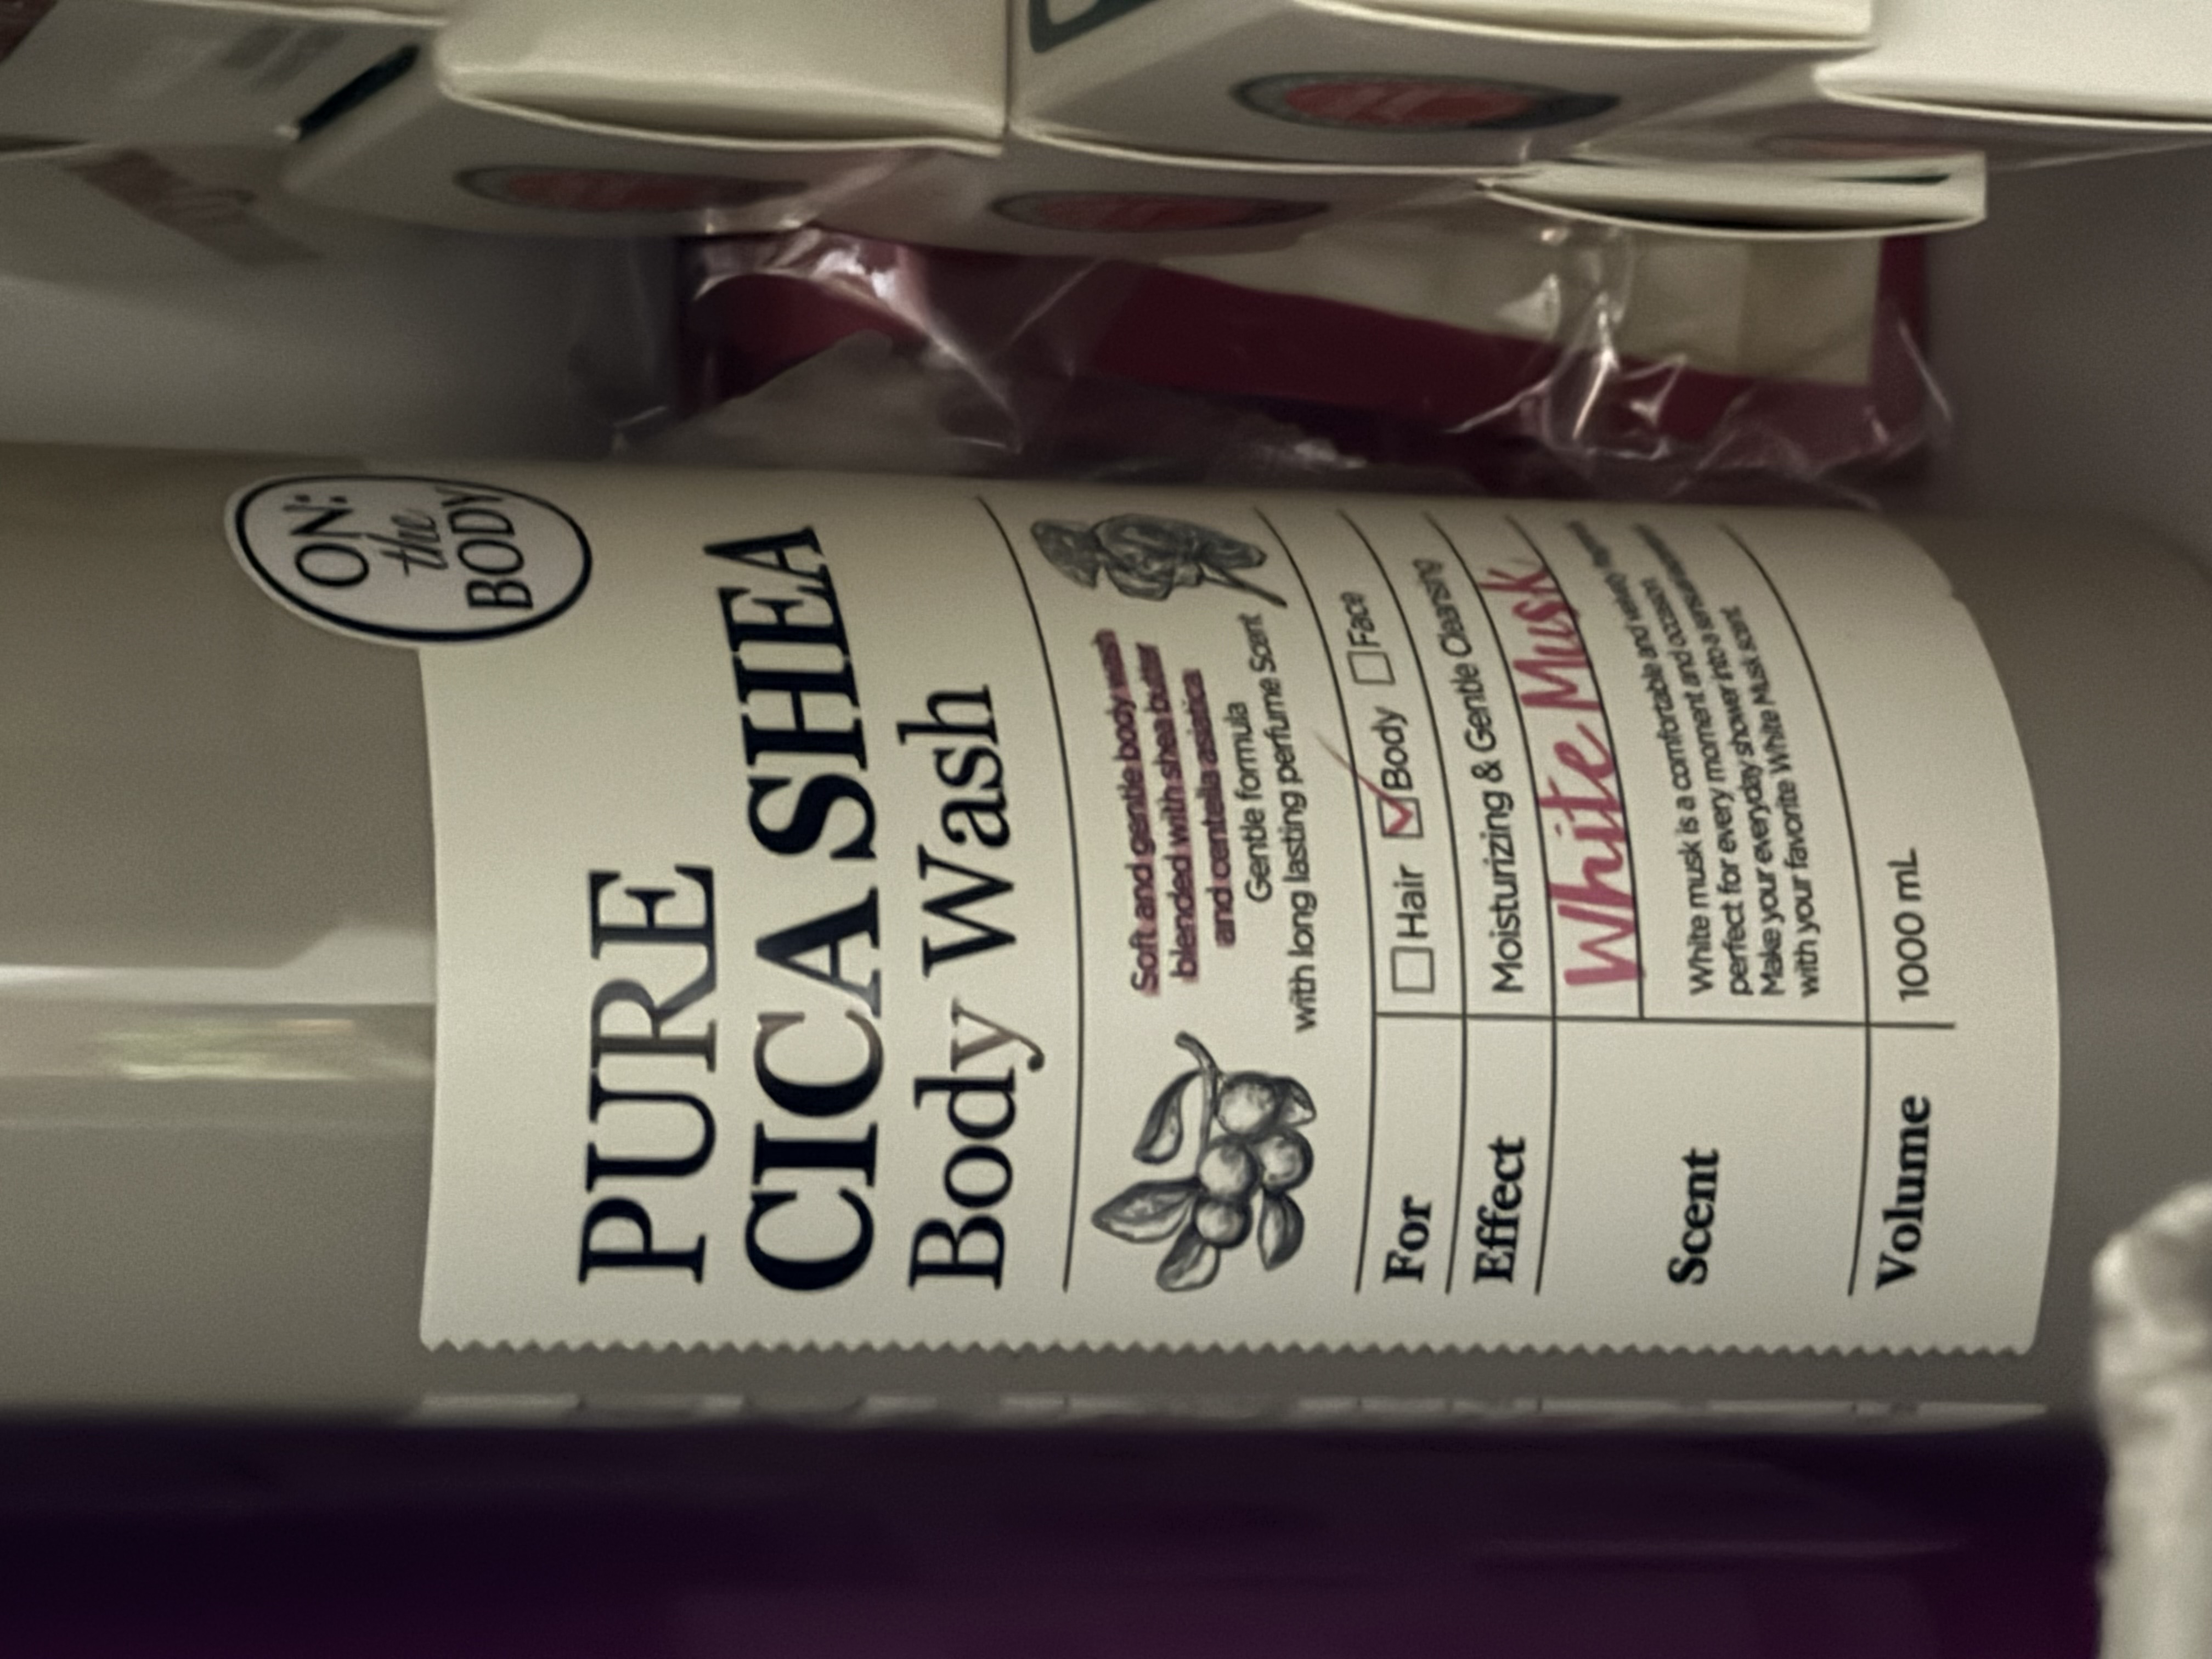 ON:
the
BODY
PURE
CICA SHEA
Body Wash
Soft and gentle body wash
blended with shea butter
and centella asiatica
Gentle formula
with long lasting perfume Scent
For Hair Body Face
Effect Moisturizing & Gentle Cleansing
White Musk
Scent
White musk is a comfortable and velvety
perfect for every moment and occasion
Make your everyday shower into a
with your favorite White Musk scent
Volume 1000 mL